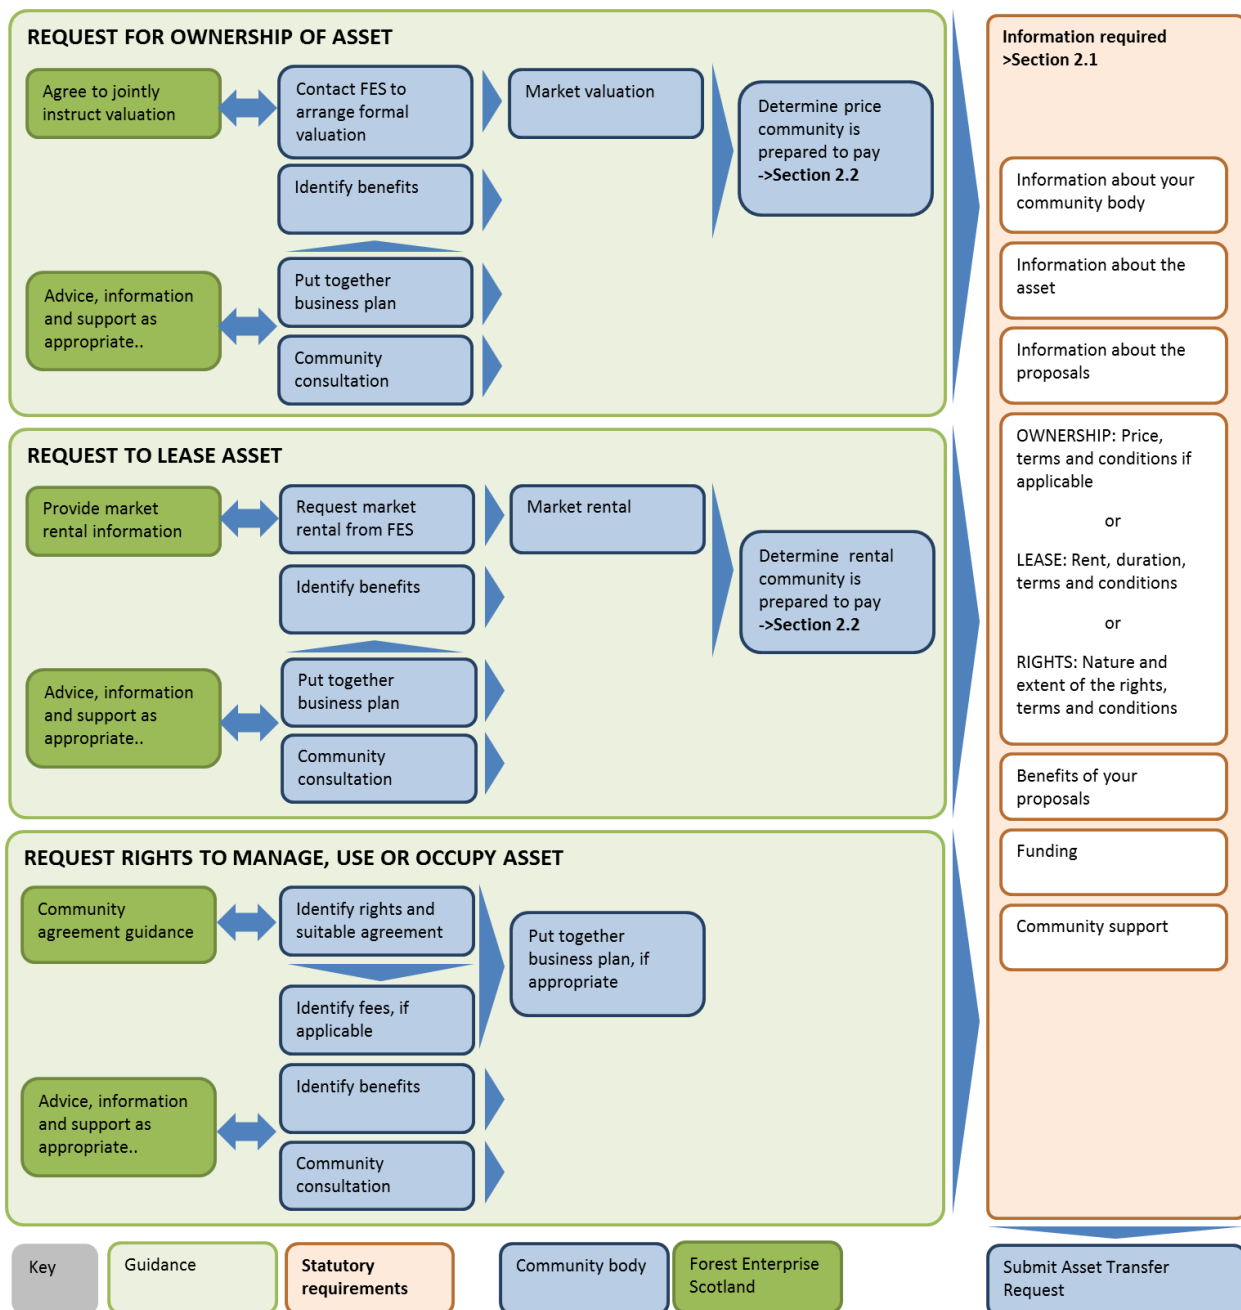 REQUEST FOR OWNERSHIP OF ASSET
Agree to jointly
instruct valuation
Contact FES to
arrange formal
valuation
Market valuation
Determine price
community is
prepared to pay
->Section 2.2
Identify benefits
Advice, information
and support as
appropriate..
Put together
business plan
Community
consultation
REQUEST TO LEASE ASSET
Provide market
rental information
Request market
rental from FES
Market rental
Determine rental
community is
prepared to pay
->Section 2.2
Identify benefits
Advice, information
and support as
appropriate..
Put together
business plan
Community
consultation
REQUEST RIGHTS TO MANAGE, USE OR OCCUPY ASSET
Community
agreement guidance
Identify rights and
suitable agreement
Put together
business plan, if
appropriate
Identify fees, if
applicable
Advice, information
and support as
appropriate..
Identify benefits
Community
consultation
Information required
>Section 2.1
Information about your
community body
Information about the
asset
Information about the
proposals
OWNERSHIP: Price,
terms and conditions if
applicable
or
LEASE: Rent, duration,
terms and conditions
or
RIGHTS: Nature and
extent of the rights,
terms and conditions
Benefits of your
proposals
Funding
Community support
Key
Guidance
Statutory
requirements
Community body
Forest Enterprise
Scotland
Submit Asset Transfer
Request